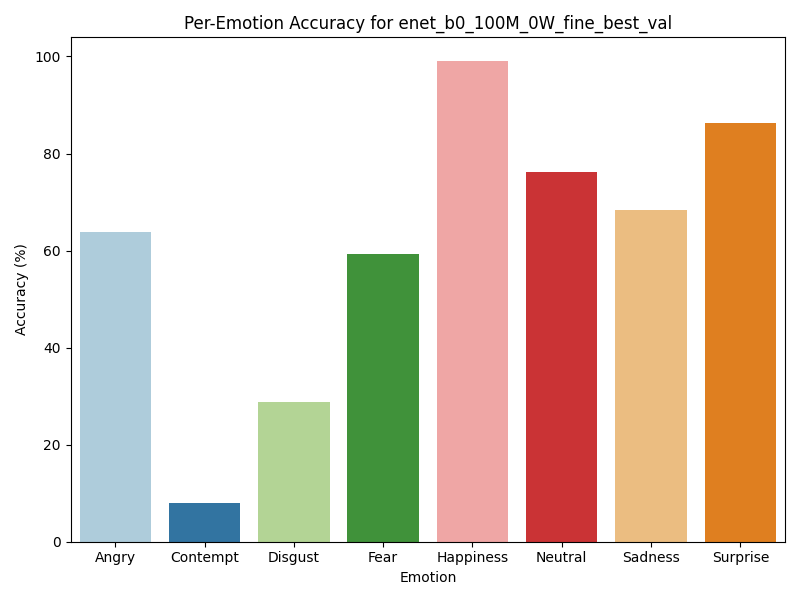 Per-Emotion Accuracy for enet_b0_100M_0W_fine_best_val
Accuracy (%)
100
80
60
40
20
0
Angry Contempt Disgust Fear Happiness Neutral Sadness Surprise
Emotion